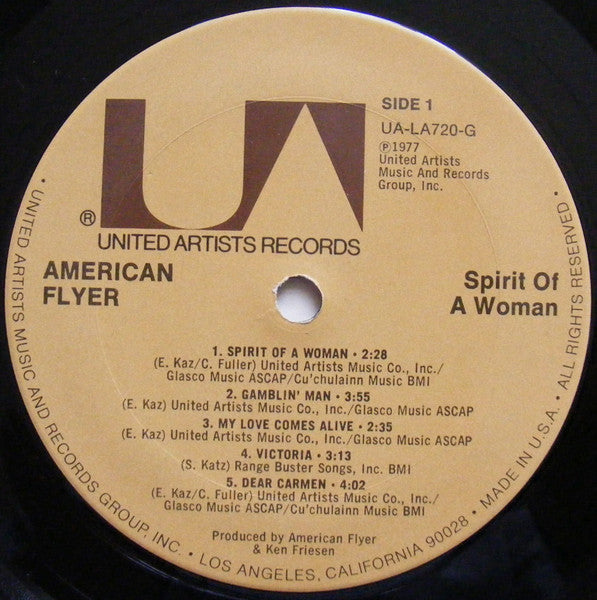 UA
®
UNITED ARTISTS RECORDS
SIDE 1
UA-LA720-G
℗1977
United Artists
Music And Records
Group, Inc.
AMERICAN
FLYER
Spirit Of
A Woman
1. SPIRIT OF A WOMAN • 2:28
(E. Kaz/C. Fuller) United Artists Music Co., Inc./
Glasco Music ASCAP/Cu'chulainn Music BMI
2. GAMBLIN' MAN • 3:55
(E. Kaz) United Artists Music Co., Inc./Glasco Music ASCAP
3. MY LOVE COMES ALIVE • 2:35
(E. Kaz) United Artists Music Co., Inc./Glasco Music ASCAP
4. VICTORIA • 3:13
(S. Katz) Range Buster Songs, Inc. BMI
5. DEAR CARMEN • 4:02
(E. Kaz/C. Fuller) United Artists Music Co., Inc./
Glasco Music ASCAP/Cu'chulainn Music BMI
Produced by American Flyer
& Ken Friesen
• UNITED ARTISTS MUSIC AND RECORDS GROUP, INC. • LOS ANGELES, CALIFORNIA 90028 • MADE IN U.S.A. • ALL RIGHTS RESERVED •